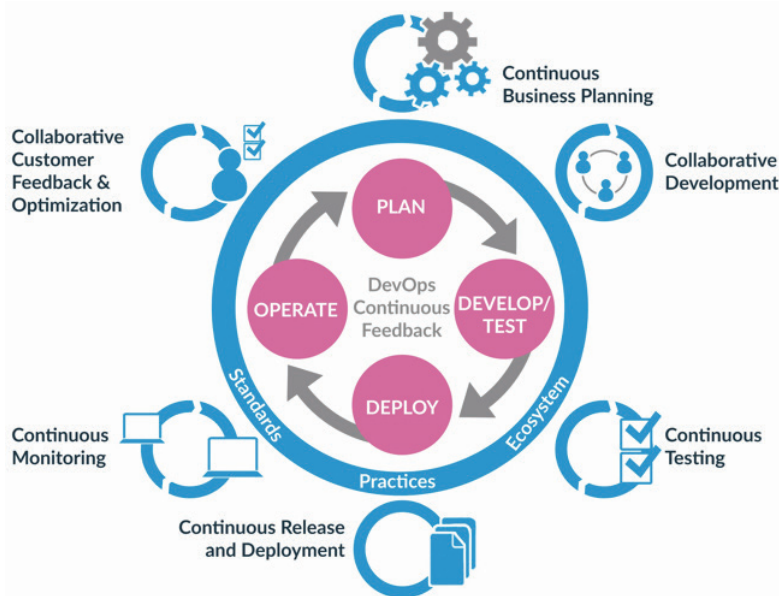 Continuous
Business Planning
Collaborative
Customer
Feedback &
Optimization
Collaborative
Development
PLAN
DevOps
Continuous
Feedback
OPERATE
DEVELOP/
TEST
DEPLOY
Standards
Practices
Ecosystem
Continuous
Monitoring
Continuous
Testing
Continuous Release
and Deployment